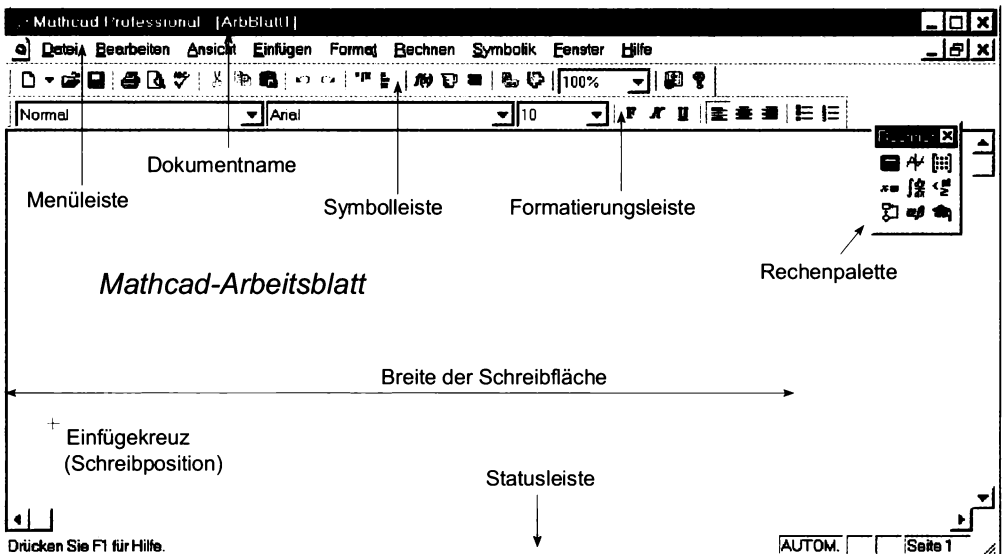 Mathcad Professional - [ArbBlatt1]
Datei Bearbeiten Ansicht Einfügen Format Rechnen Symbolik Fenster Hilfe
100%
Normal Arial 10 F K U
Dokumentname
Menüleiste
Symbolleiste
Formatierungsleiste
Rechenpalette
Mathcad-Arbeitsblatt
Breite der Schreibfläche
Einfügekreuz
(Schreibposition)
Statusleiste
Drücken Sie F1 für Hilfe. AUTOM. Seite 1